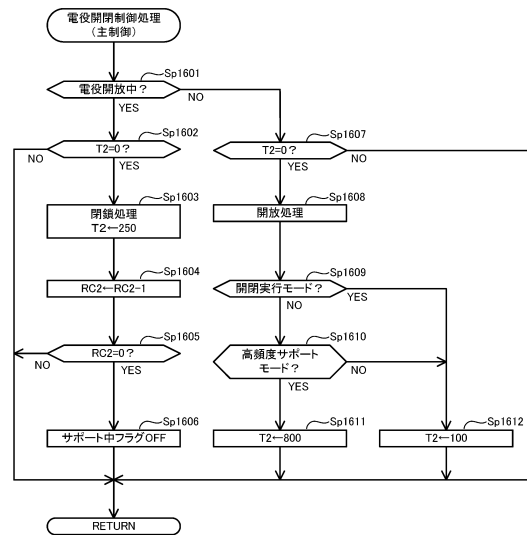 電役開閉制御処理
(主制御)
Sp1601
電役開放中？
YES
NO
Sp1602
T2=0？
NO
YES
Sp1607
T2=0？
NO
YES
Sp1603
閉鎖処理
T2←250
Sp1608
開放処理
Sp1604
RC2←RC2-1
Sp1609
開閉実行モード？
YES
NO
Sp1605
RC2=0？
NO
YES
Sp1610
高頻度サポート
モード？
NO
YES
Sp1606
サポート中フラグOFF
Sp1611
T2←800
Sp1612
T2←100
RETURN